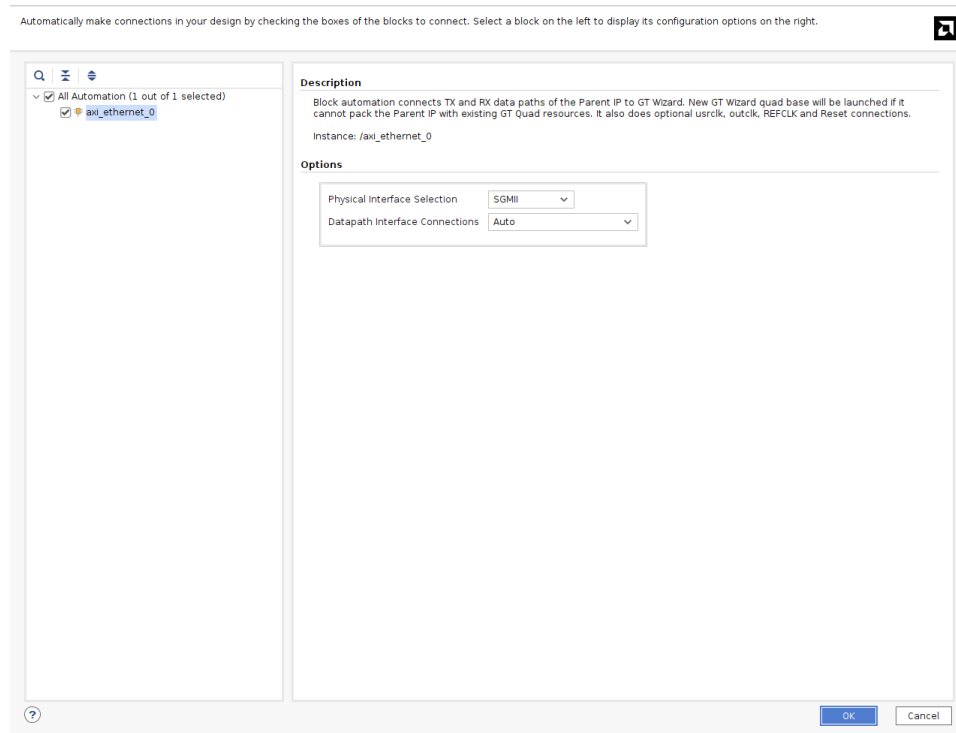 Automatically make connections in your design by checking the boxes of the blocks to connect. Select a block on the left to display its configuration options on the right.
All Automation (1 out of 1 selected)
axi_ethernet_0
Description
Block automation connects TX and RX data paths of the Parent IP to GT Wizard. New GT Wizard quad base will be launched if it
cannot pack the Parent IP with existing GT Quad resources. It also does optional usrclk, outclk, REFCLK and Reset connections.
Instance: /axi_ethernet_0
Options
Physical Interface Selection SGMII
Datapath Interface Connections Auto
?
OK Cancel